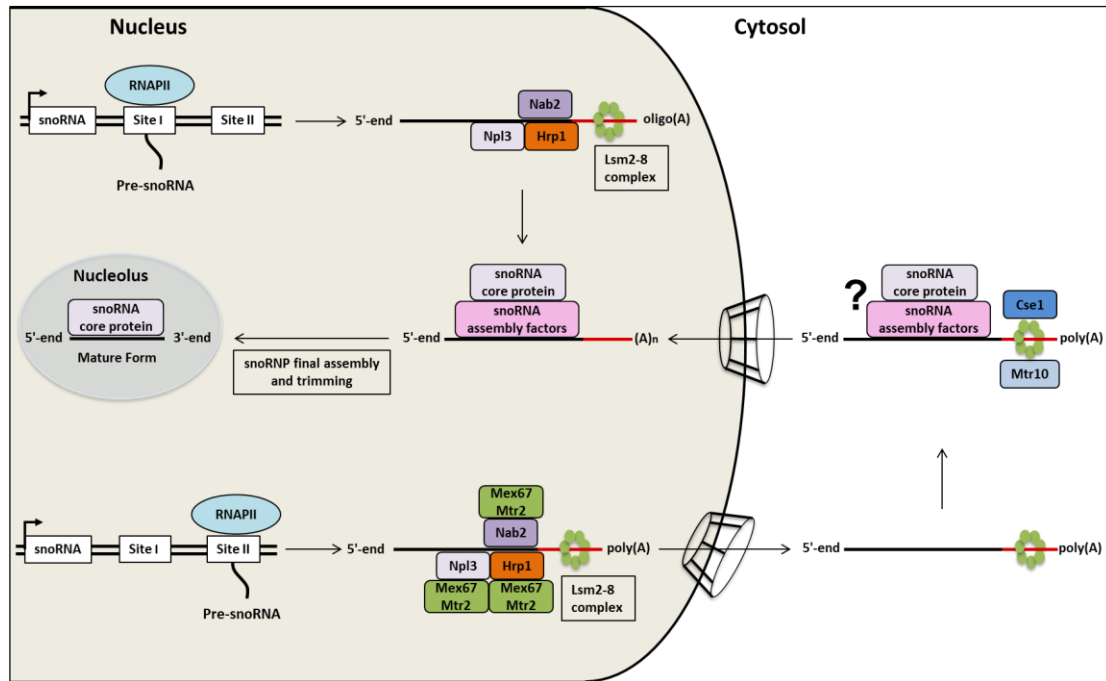 Nucleus
Cytosol
RNAPII
snoRNA
Site I
Site II
Pre-snoRNA
5'-end
Nab2
Npl3
Hrp1
oligo(A)
Lsm2-8
complex
Nucleolus
snoRNA
core protein
5'-end
3'-end
Mature Form
snoRNP final assembly
and trimming
snoRNA
core protein
snoRNA
assembly factors
5'-end
(A)n
?
snoRNA
core protein
snoRNA
assembly factors
5'-end
Cse1
poly(A)
Mtr10
RNAPII
snoRNA
Site I
Site II
Pre-snoRNA
Mex67
Mtr2
Nab2
5'-end
poly(A)
Npl3
Hrp1
Mex67
Mtr2
Mex67
Mtr2
Lsm2-8
complex
5'-end
poly(A)